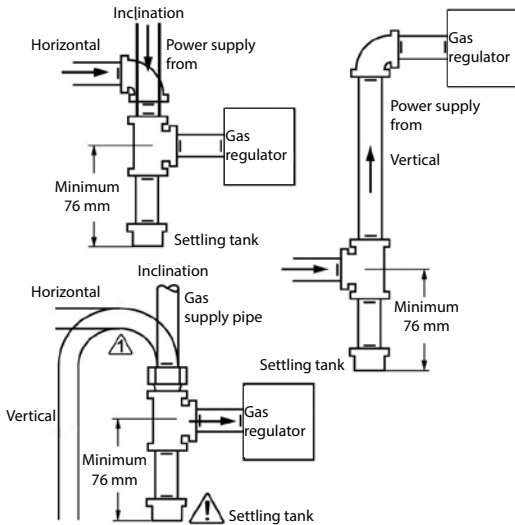 Inclination
Horizontal
Power supply
from
Gas
regulator
Minimum
76 mm
Settling tank
Gas
regulator
Power supply
from
Vertical
Minimum
76 mm
Settling tank
Inclination
Horizontal
Gas
supply pipe
1
Vertical
Gas
regulator
Minimum
76 mm
!
Settling tank